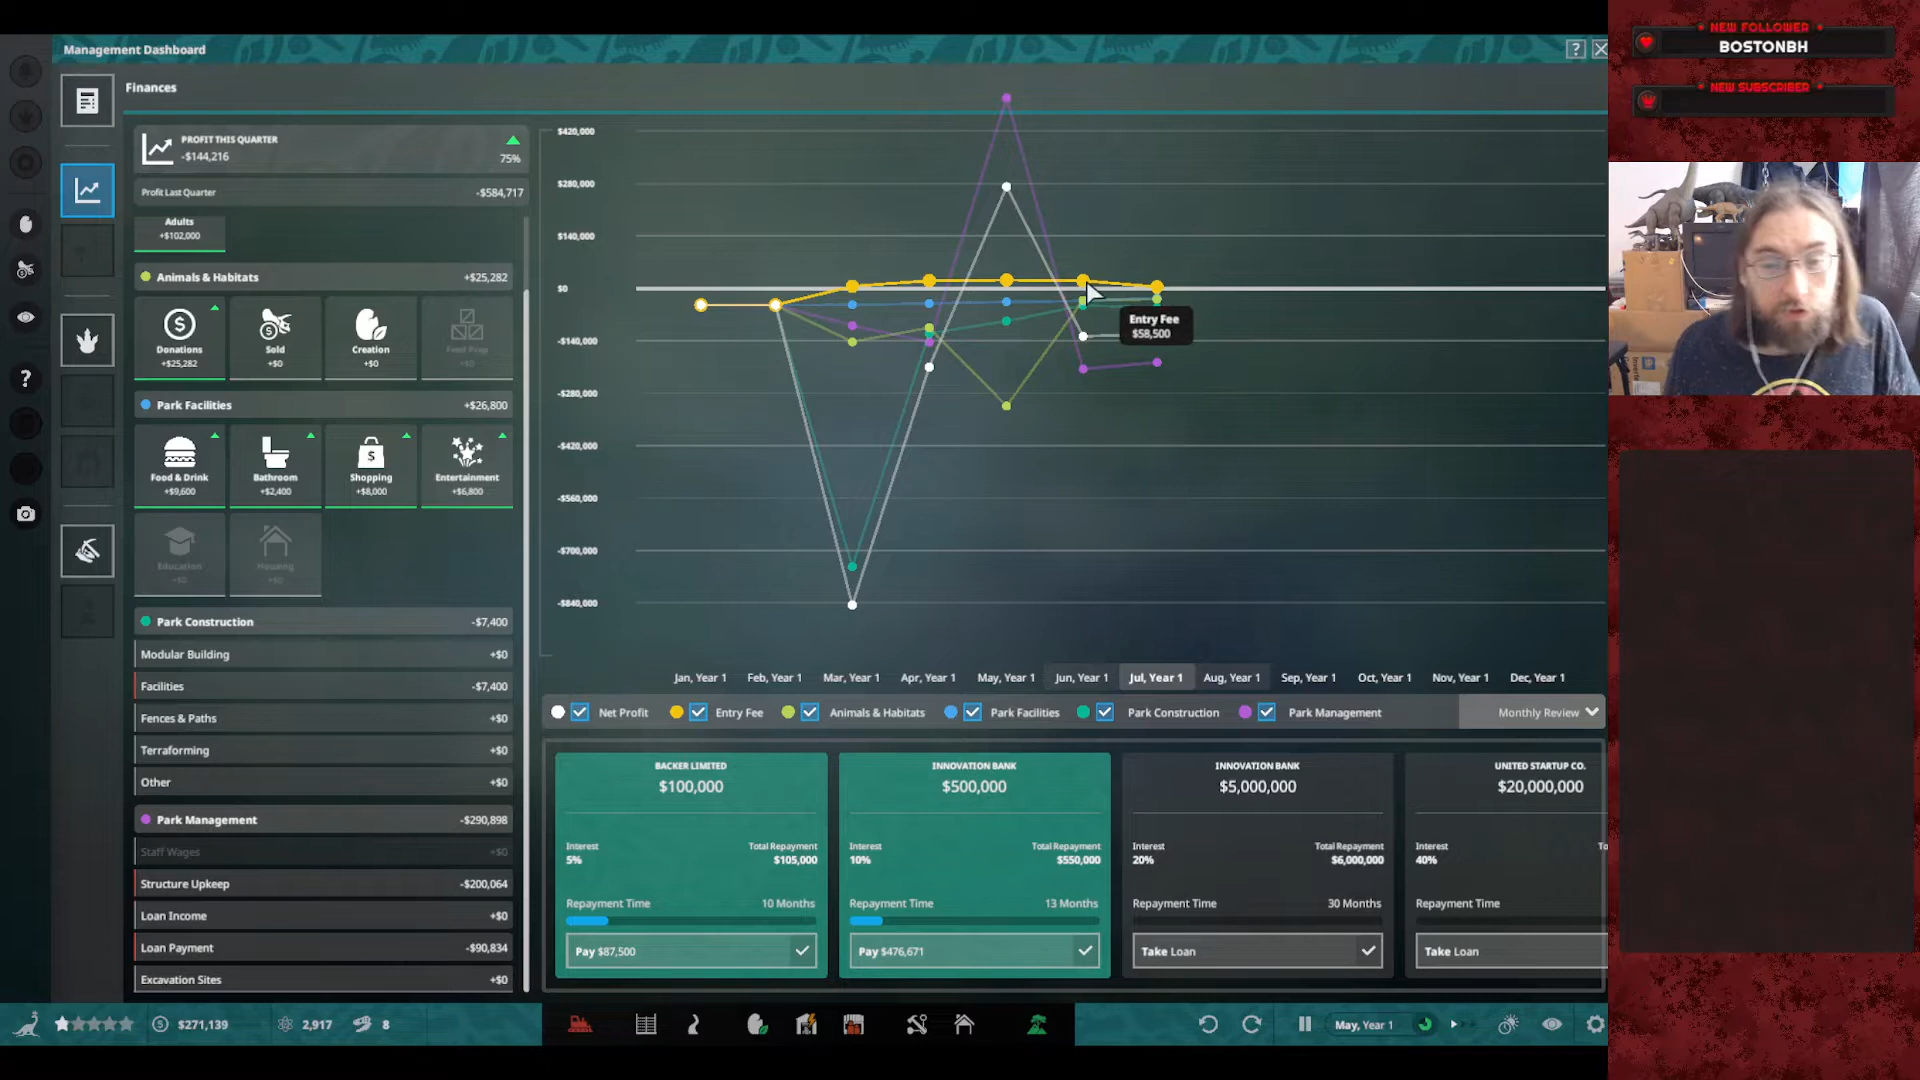 Management Dashboard
?
Finances
PROFIT THIS QUARTER
-$144,216
75%
Profit Last Quarter
-$584,717
Adults
+$102,000
Animals & Habitats
+$25,282
Donations
+$25,282
Sold
+$0
Creation
+$0
Food Prep
+$0
Park Facilities
+$26,800
Food & Drink
+$9,600
Bathroom
+$2,400
Shopping
+$8,000
Entertainment
+$6,800
Education
+$0
Housing
+$0
Park Construction
-$7,400
Modular Building
+$0
Facilities
-$7,400
Fences & Paths
+$0
Terraforming
+$0
Other
+$0
Park Management
-$290,898
Staff Wages
+$0
Structure Upkeep
-$200,064
Loan Income
+$0
Loan Payment
-$90,834
Excavation Sites
+$0
$420,000
$280,000
$140,000
$0
-$140,000
-$280,000
-$420,000
-$560,000
-$700,000
-$840,000
Entry Fee
$58,500
Jan, Year 1
Feb, Year 1
Mar, Year 1
Apr, Year 1
May, Year 1
Jun, Year 1
Jul, Year 1
Aug, Year 1
Sep, Year 1
Oct, Year 1
Nov, Year 1
Dec, Year 1
Net Profit
Entry Fee
Animals & Habitats
Park Facilities
Park Construction
Park Management
Monthly Review
BACKER LIMITED
$100,000
Interest
5%
Total Repayment
$105,000
Repayment Time
10 Months
Pay $87,500
INNOVATION BANK
$500,000
Interest
10%
Total Repayment
$550,000
Repayment Time
13 Months
Pay $476,671
INNOVATION BANK
$5,000,000
Interest
20%
Total Repayment
$6,000,000
Repayment Time
30 Months
Take Loan
UNITED STARTUP CO.
$20,000,000
Interest
40%
To
Repayment Time
Take Loan
?
$271,139
2,917
8
May, Year 1
NEW FOLLOWER
BOSTONBH
NEW SUBSCRIBER